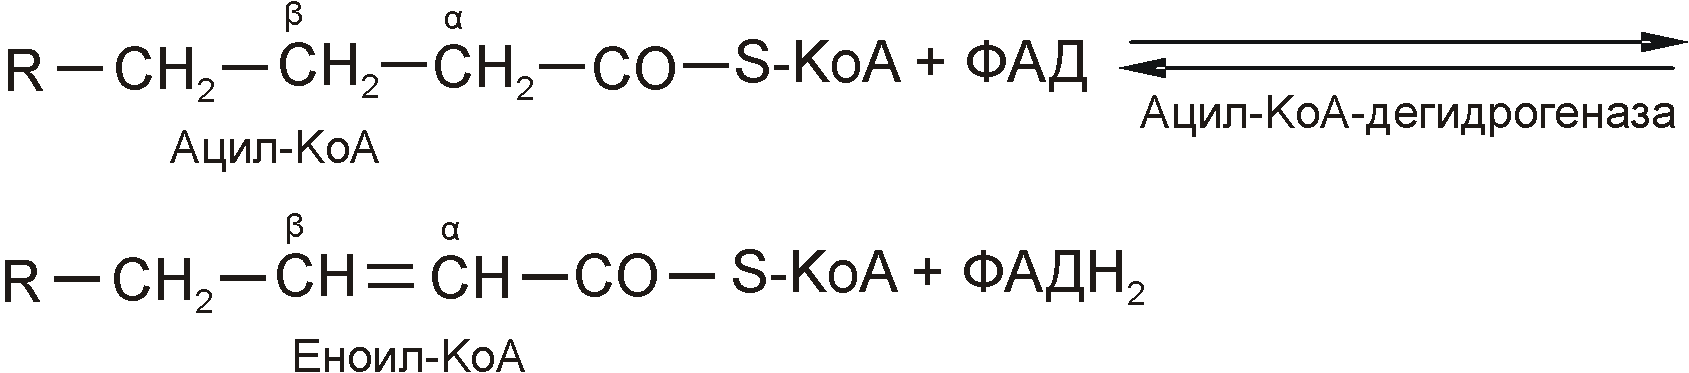 β α
R—CH₂—CH₂—CH₂—CO—S-KoA + ФАД
Ацил-КоА-дегидрогеназа
Ацил-КоА
β α
R—CH₂—CH=CH—CO—S-KoA + ФАДН₂
Еноил-КоА